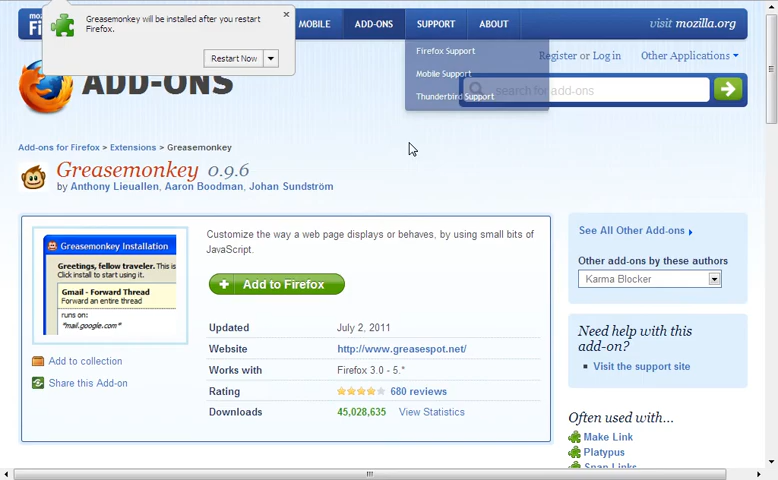 mo
Fi
Greasemonkey will be installed after you restart
Firefox.
Restart Now
MOBILE
ADD-ONS
SUPPORT
ABOUT
visit mozilla.org
Firefox Support
Mobile Support
Thunderbird Support
Register or Log in
Other Applications
ADD-ONS
search for add-ons
Add-ons for Firefox > Extensions > Greasemonkey
Greasemonkey 0.9.6
by Anthony Lieuallen, Aaron Boodman, Johan Sundström
Greasemonkey Installation
Greetings, fellow traveler. This is
Click install to start using it.
Gmail - Forward Thread
Forward an entire thread
runs on:
"mail.google.com/"
Add to collection
Share this Add-on
Customize the way a web page displays or behaves, by using small bits of
JavaScript.
Add to Firefox
Updated July 2, 2011
Website http://www.greasespot.net/
Works with Firefox 3.0 - 5.*
Rating 680 reviews
Downloads 45,028,635 View Statistics
See All Other Add-ons
Other add-ons by these authors
Karma Blocker
Need help with this
add-on?
Visit the support site
Often used with…
Make Link
Platypus
Snap Links